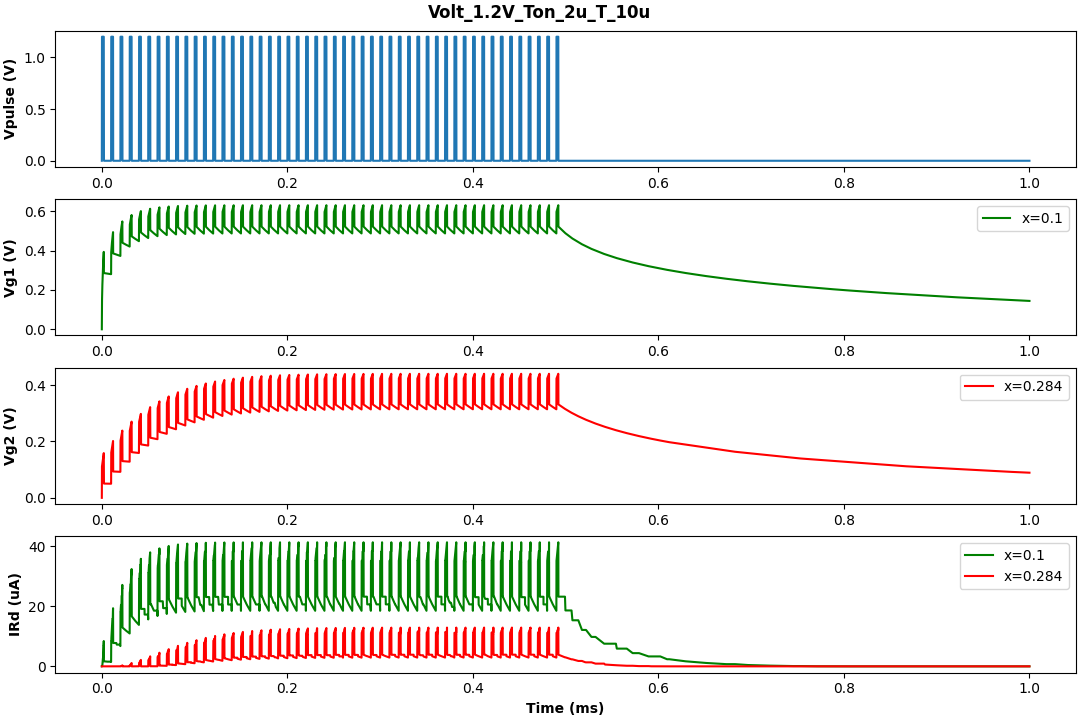 Volt_1.2V_Ton_2u_T_10u
Vpulse (V)
1.0
0.5
0.0
0.0 0.2 0.4 0.6 0.8 1.0
Vg1 (V)
0.6
0.4
0.2
0.0
x=0.1
0.0 0.2 0.4 0.6 0.8 1.0
Vg2 (V)
0.4
0.2
0.0
x=0.284
0.0 0.2 0.4 0.6 0.8 1.0
IRd (uA)
40
20
0
x=0.1
x=0.284
0.0 0.2 0.4 0.6 0.8 1.0
Time (ms)